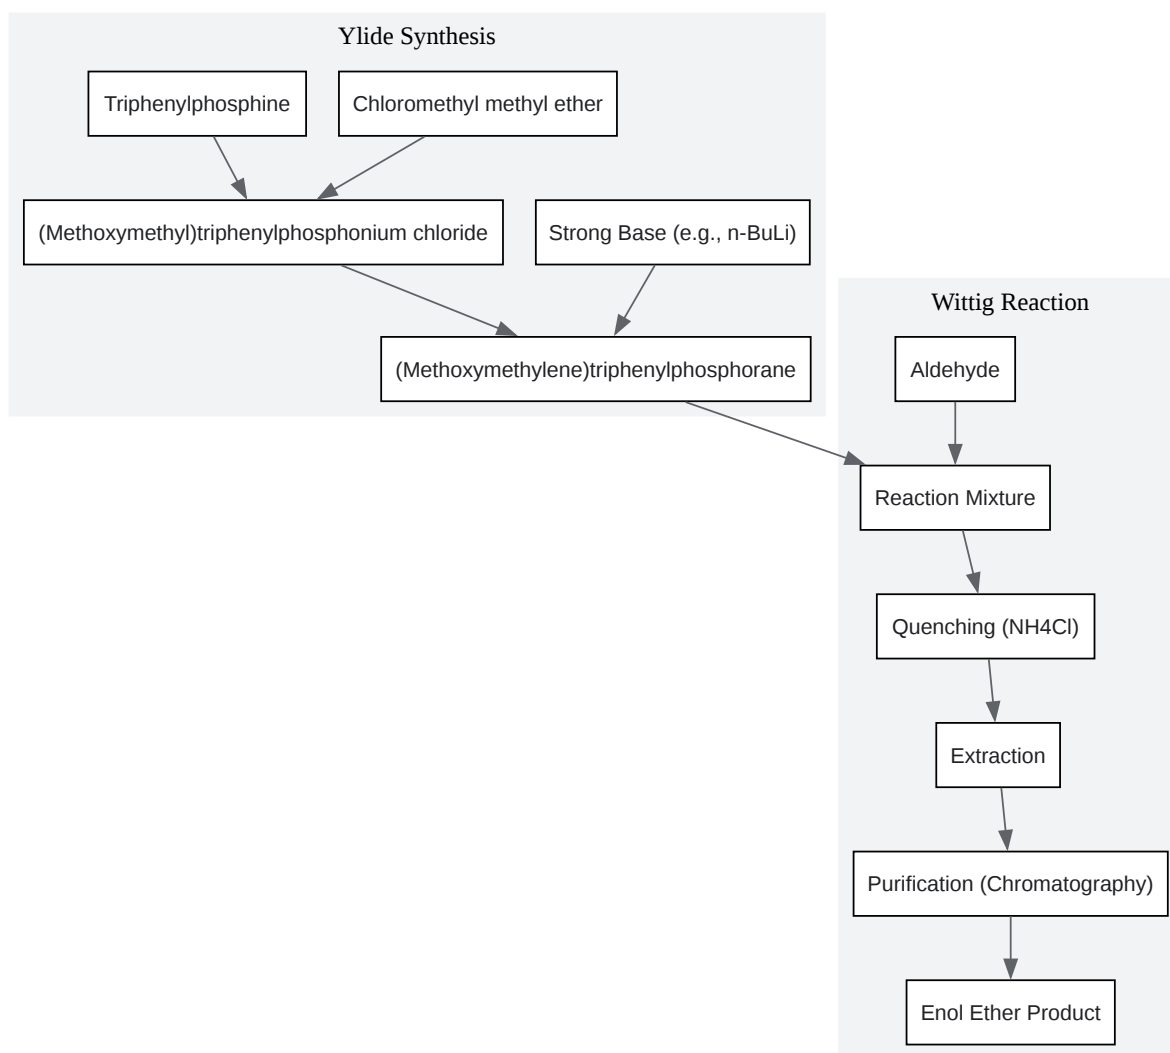 Ylide Synthesis
Triphenylphosphine
Chloromethyl methyl ether
(Methoxymethyl)triphenylphosphonium chloride
Strong Base (e.g., n-BuLi)
(Methoxymethylene)triphenylphosphorane
Wittig Reaction
Aldehyde
Reaction Mixture
Quenching (NH4Cl)
Extraction
Purification (Chromatography)
Enol Ether Product